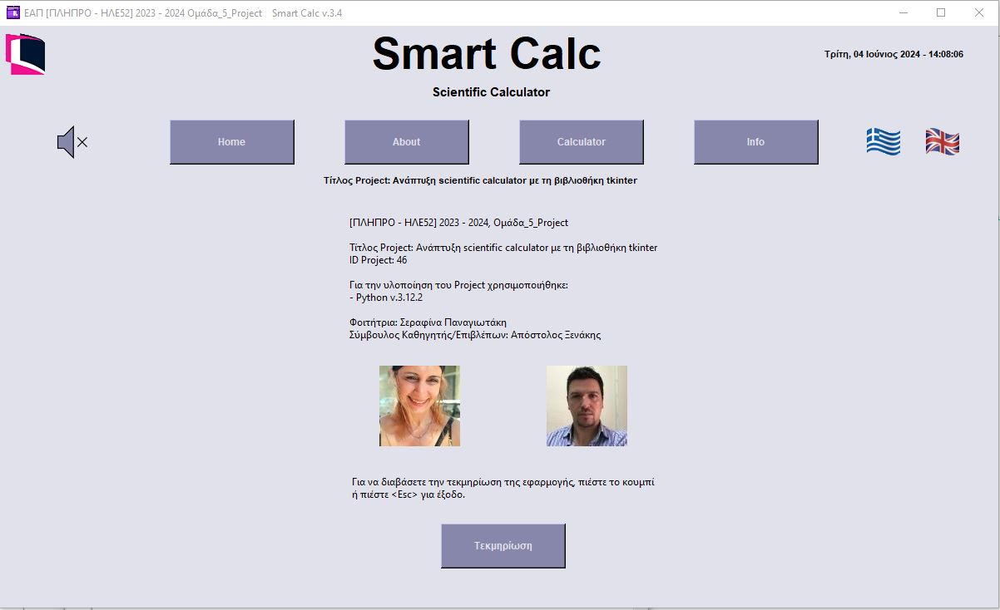 ΕΑΠ [ΠΛΗΠΡΟ - ΗΛΕ52] 2023 - 2024 Ομάδα_5_Project    Smart Calc v.3.4
Smart Calc
Τρίτη, 04 Ιούνιος 2024 - 14:08:06
Scientific Calculator
Home
About
Calculator
Info
Τίτλος Project: Ανάπτυξη scientific calculator με τη βιβλιοθήκη tkinter
[ΠΛΗΠΡΟ - ΗΛΕ52] 2023 - 2024, Ομάδα_5_Project
Τίτλος Project: Ανάπτυξη scientific calculator με τη βιβλιοθήκη tkinter
ID Project: 46
Για την υλοποίηση του Project χρησιμοποιήθηκε:
- Python v.3.12.2
Φοιτήτρια: Σεραφίνα Παναγιωτάκη
Σύμβουλος Καθηγητής/Επιβλέπων: Απόστολος Ξενάκης
Για να διαβάσετε την τεκμηρίωση της εφαρμογής, πιέστε το κουμπί
ή πιέστε <Esc> για έξοδο.
Τεκμηρίωση